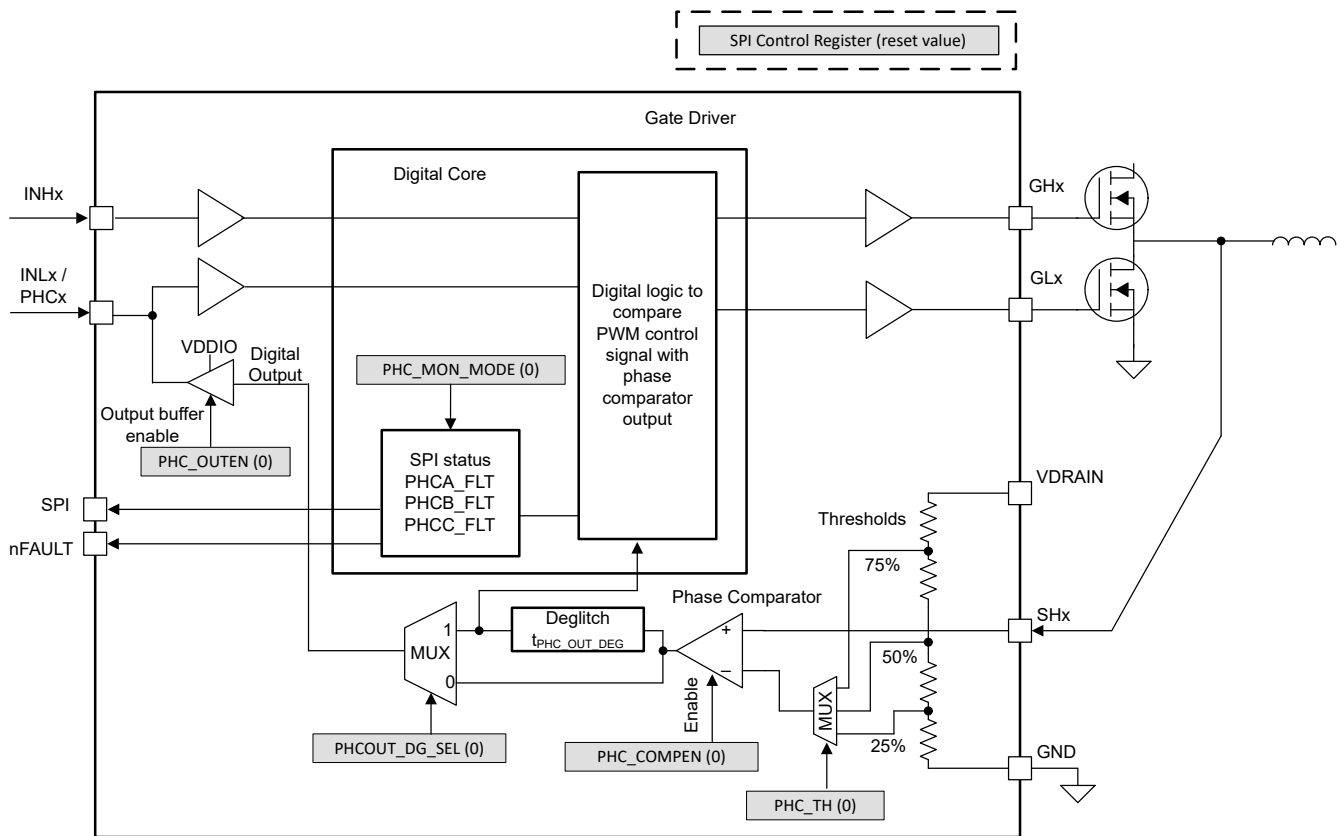 SPI Control Register (reset value)
Gate Driver
Digital Core
INHx
GHx
INLx /
PHCx
GLx
Digital logic to
compare
PWM control
signal with
phase
comparator
output
VDDIO
Digital
Output
PHC_MON_MODE (0)
Output buffer
enable
PHC_OUTEN (0)
SPI status
PHCA_FLT
PHCB_FLT
PHCC_FLT
SPI
nFAULT
VDRAIN
Thresholds
75%
Phase Comparator
Deglitch
tPHC_OUT_DEG
1
MUX
0
+
–
SHx
50%
Enable
MUX
25%
PHCOUT_DG_SEL (0)
PHC_COMPEN (0)
GND
PHC_TH (0)